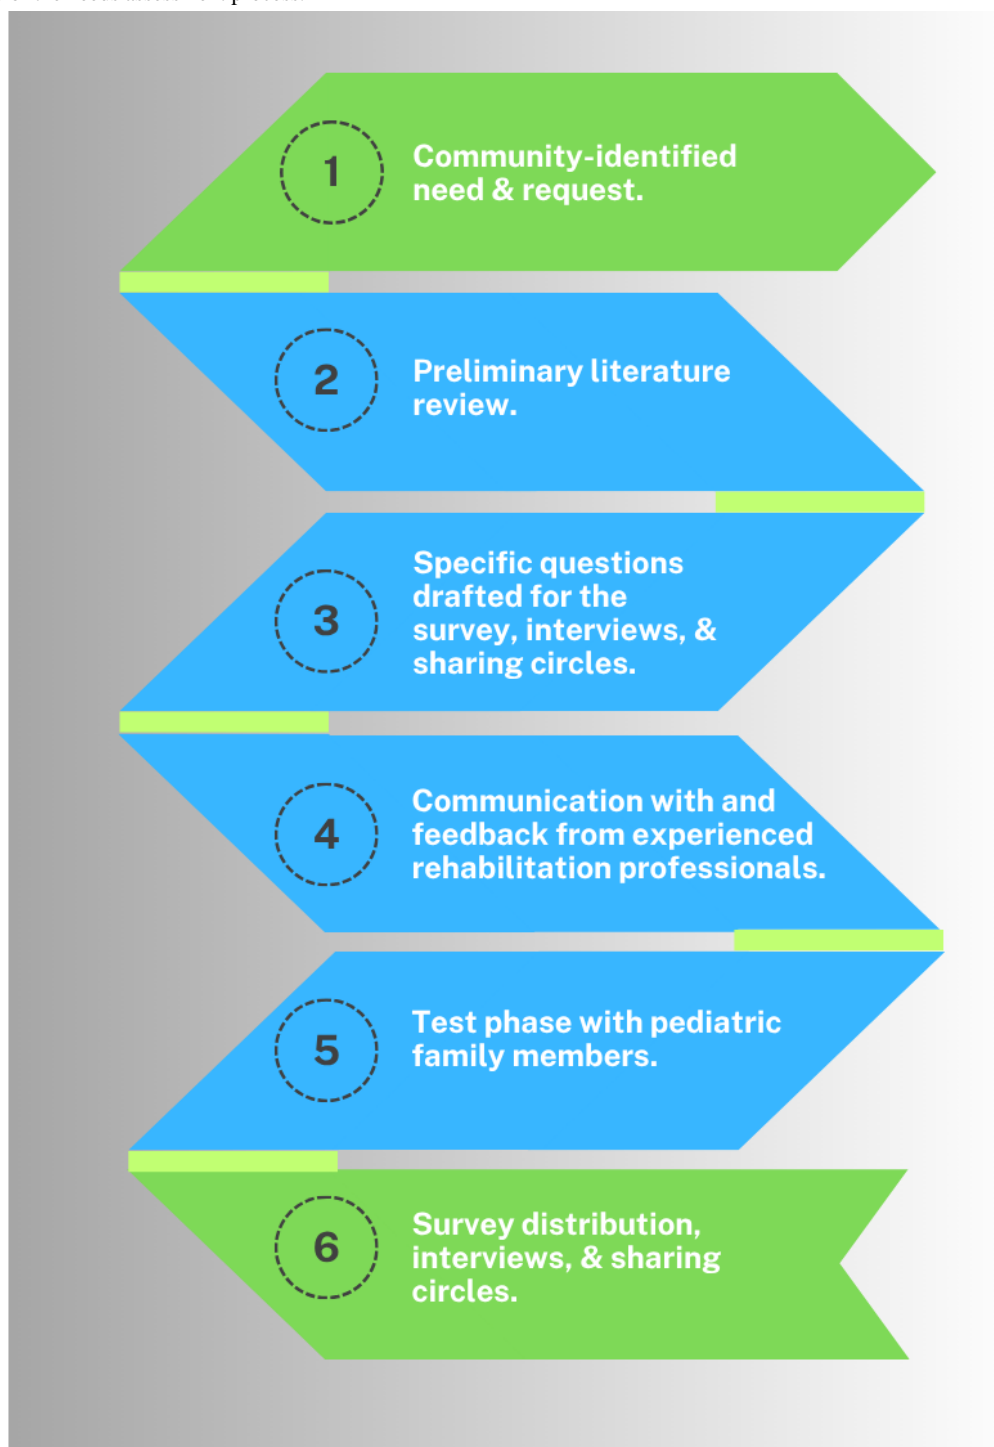 1
Community-identified
need & request.
2
Preliminary literature
review.
3
Specific questions
drafted for the
survey, interviews, &
sharing circles.
4
Communication with and
feedback from experienced
rehabilitation professionals.
5
Test phase with pediatric
family members.
6
Survey distribution,
interviews, & sharing
circles.